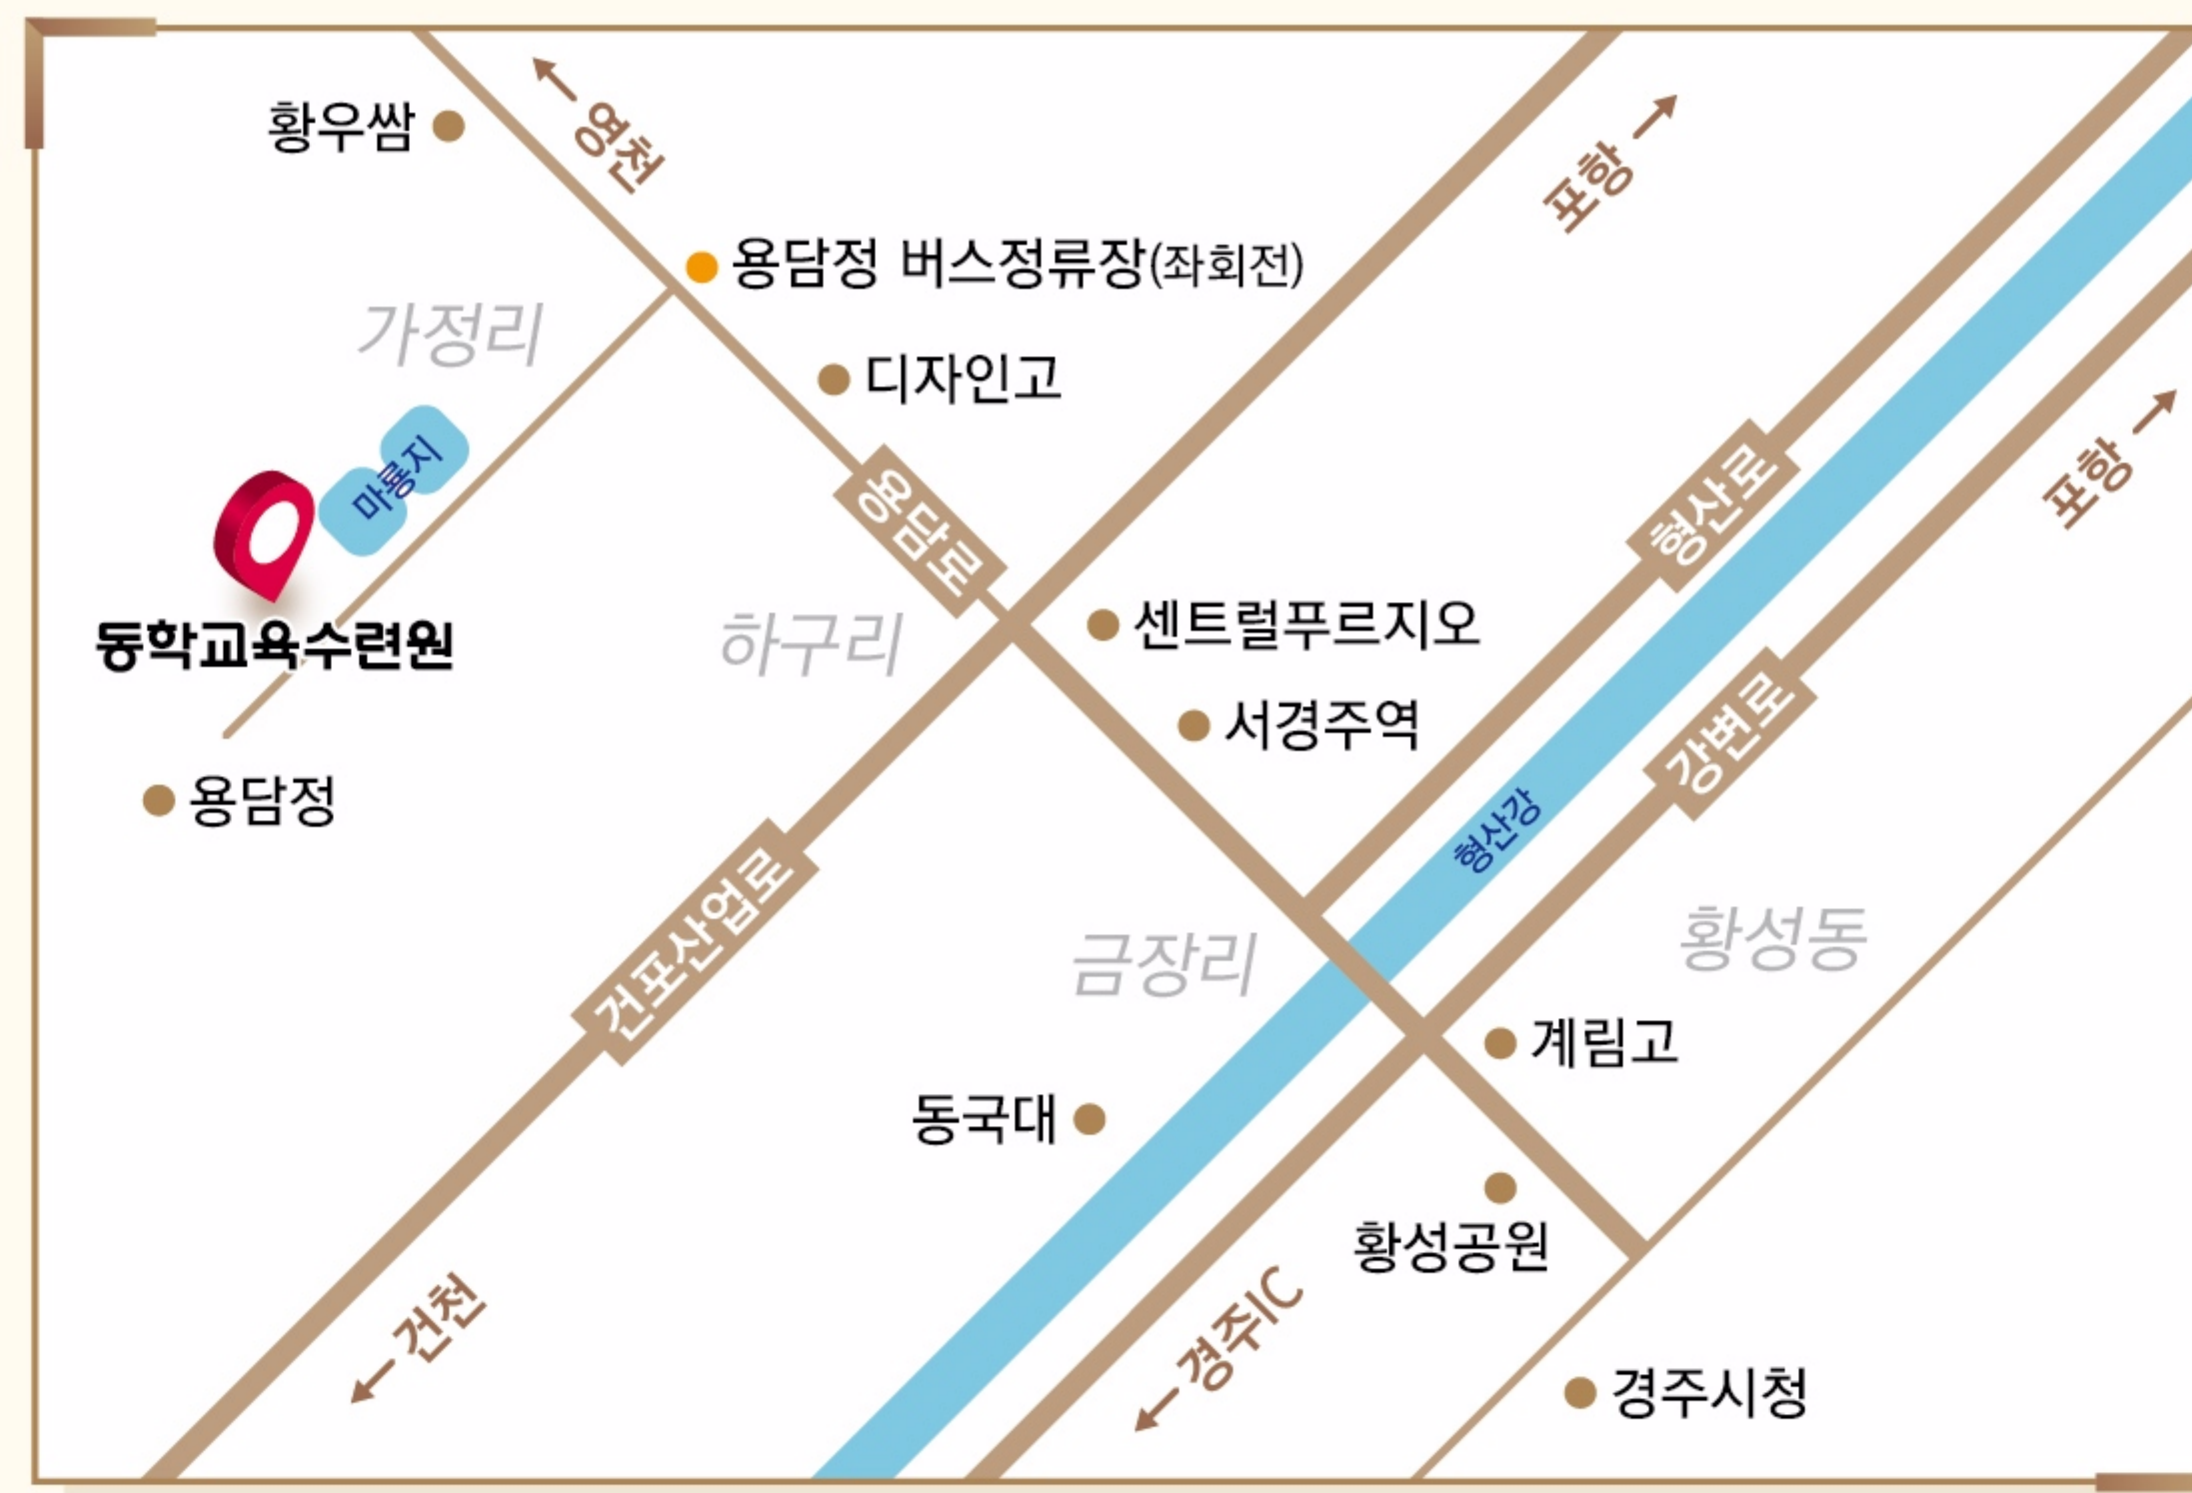 황우쌈
← 영천
포항 →
용담정 버스정류장(좌회전)
가정리
디자인고
마룡지
용담로
형산로
포항 →
동학교육수련원
하구리
센트럴푸르지오
서경주역
강변로
용담정
형산강
건포산업로
금장리
황성동
계림고
동국대
황성공원
← 건천
← 경주IC
경주시청